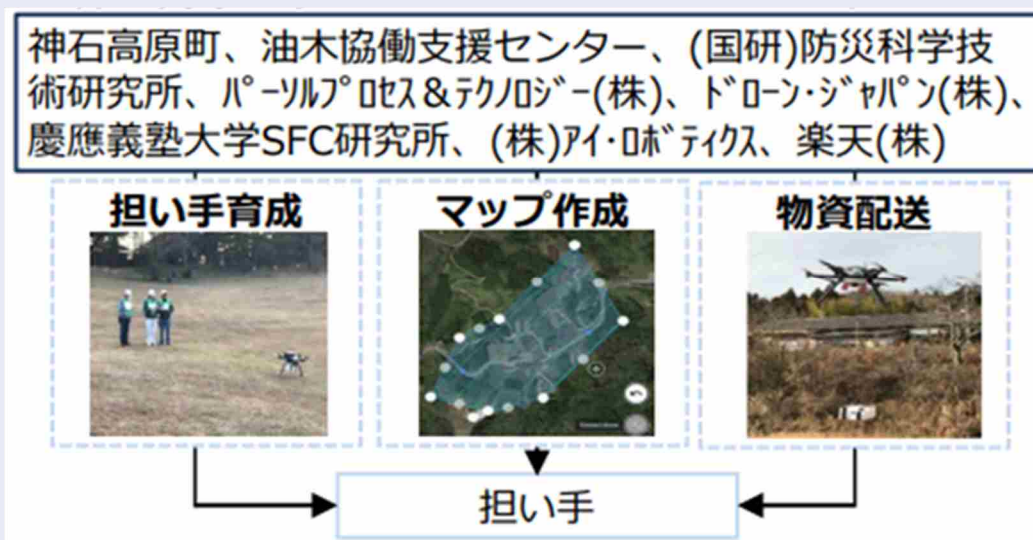 神石高原町、油木協働支援センター、(国研)防災科学技
術研究所、ﾊﾟｰｿﾙﾌﾟﾛｾｽ＆ﾃｸﾉﾛｼﾞｰ(株)、ﾄﾞﾛｰﾝ･ｼﾞｬﾊﾟﾝ(株)、
慶應義塾大学SFC研究所、(株)ｱｲ･ﾛﾎﾞﾃｨｸｽ、楽天(株)
担い手育成
マップ作成
物資配送
担い手